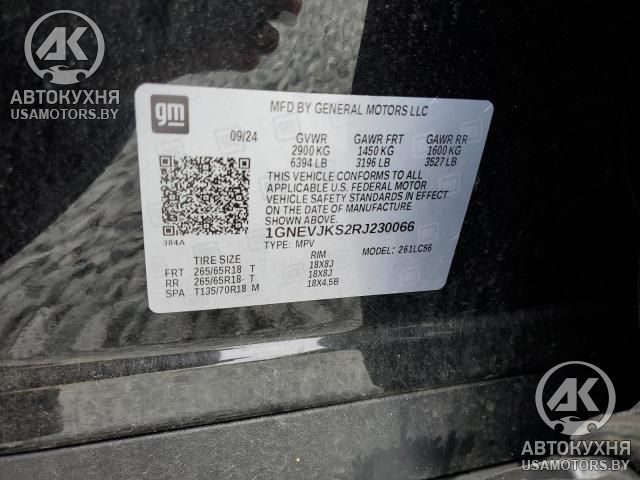 AK
АВТОКУХНЯ
USAMOTORS.BY
gm
MFD BY GENERAL MOTORS LLC
09/24 GVWR GAWR FRT GAWR RR
2900 KG 1450 KG 1600 KG
6394 LB 3196 LB 3527 LB
THIS VEHICLE CONFORMS TO ALL
APPLICABLE U.S. FEDERAL MOTOR
VEHICLE SAFETY STANDARDS IN EFFECT
ON THE DATE OF MANUFACTURE
SHOWN ABOVE.
384A
1GNEVJKS2RJ230066
TYPE: MPV MODEL: 261LC56
TIRE SIZE RIM
FRT 265/65R18 T 18X8J
RR 265/65R18 T 18X8J
SPA T135/70R18 M 18X4.5B
AK
АВТОКУХНЯ
USAMOTORS.BY